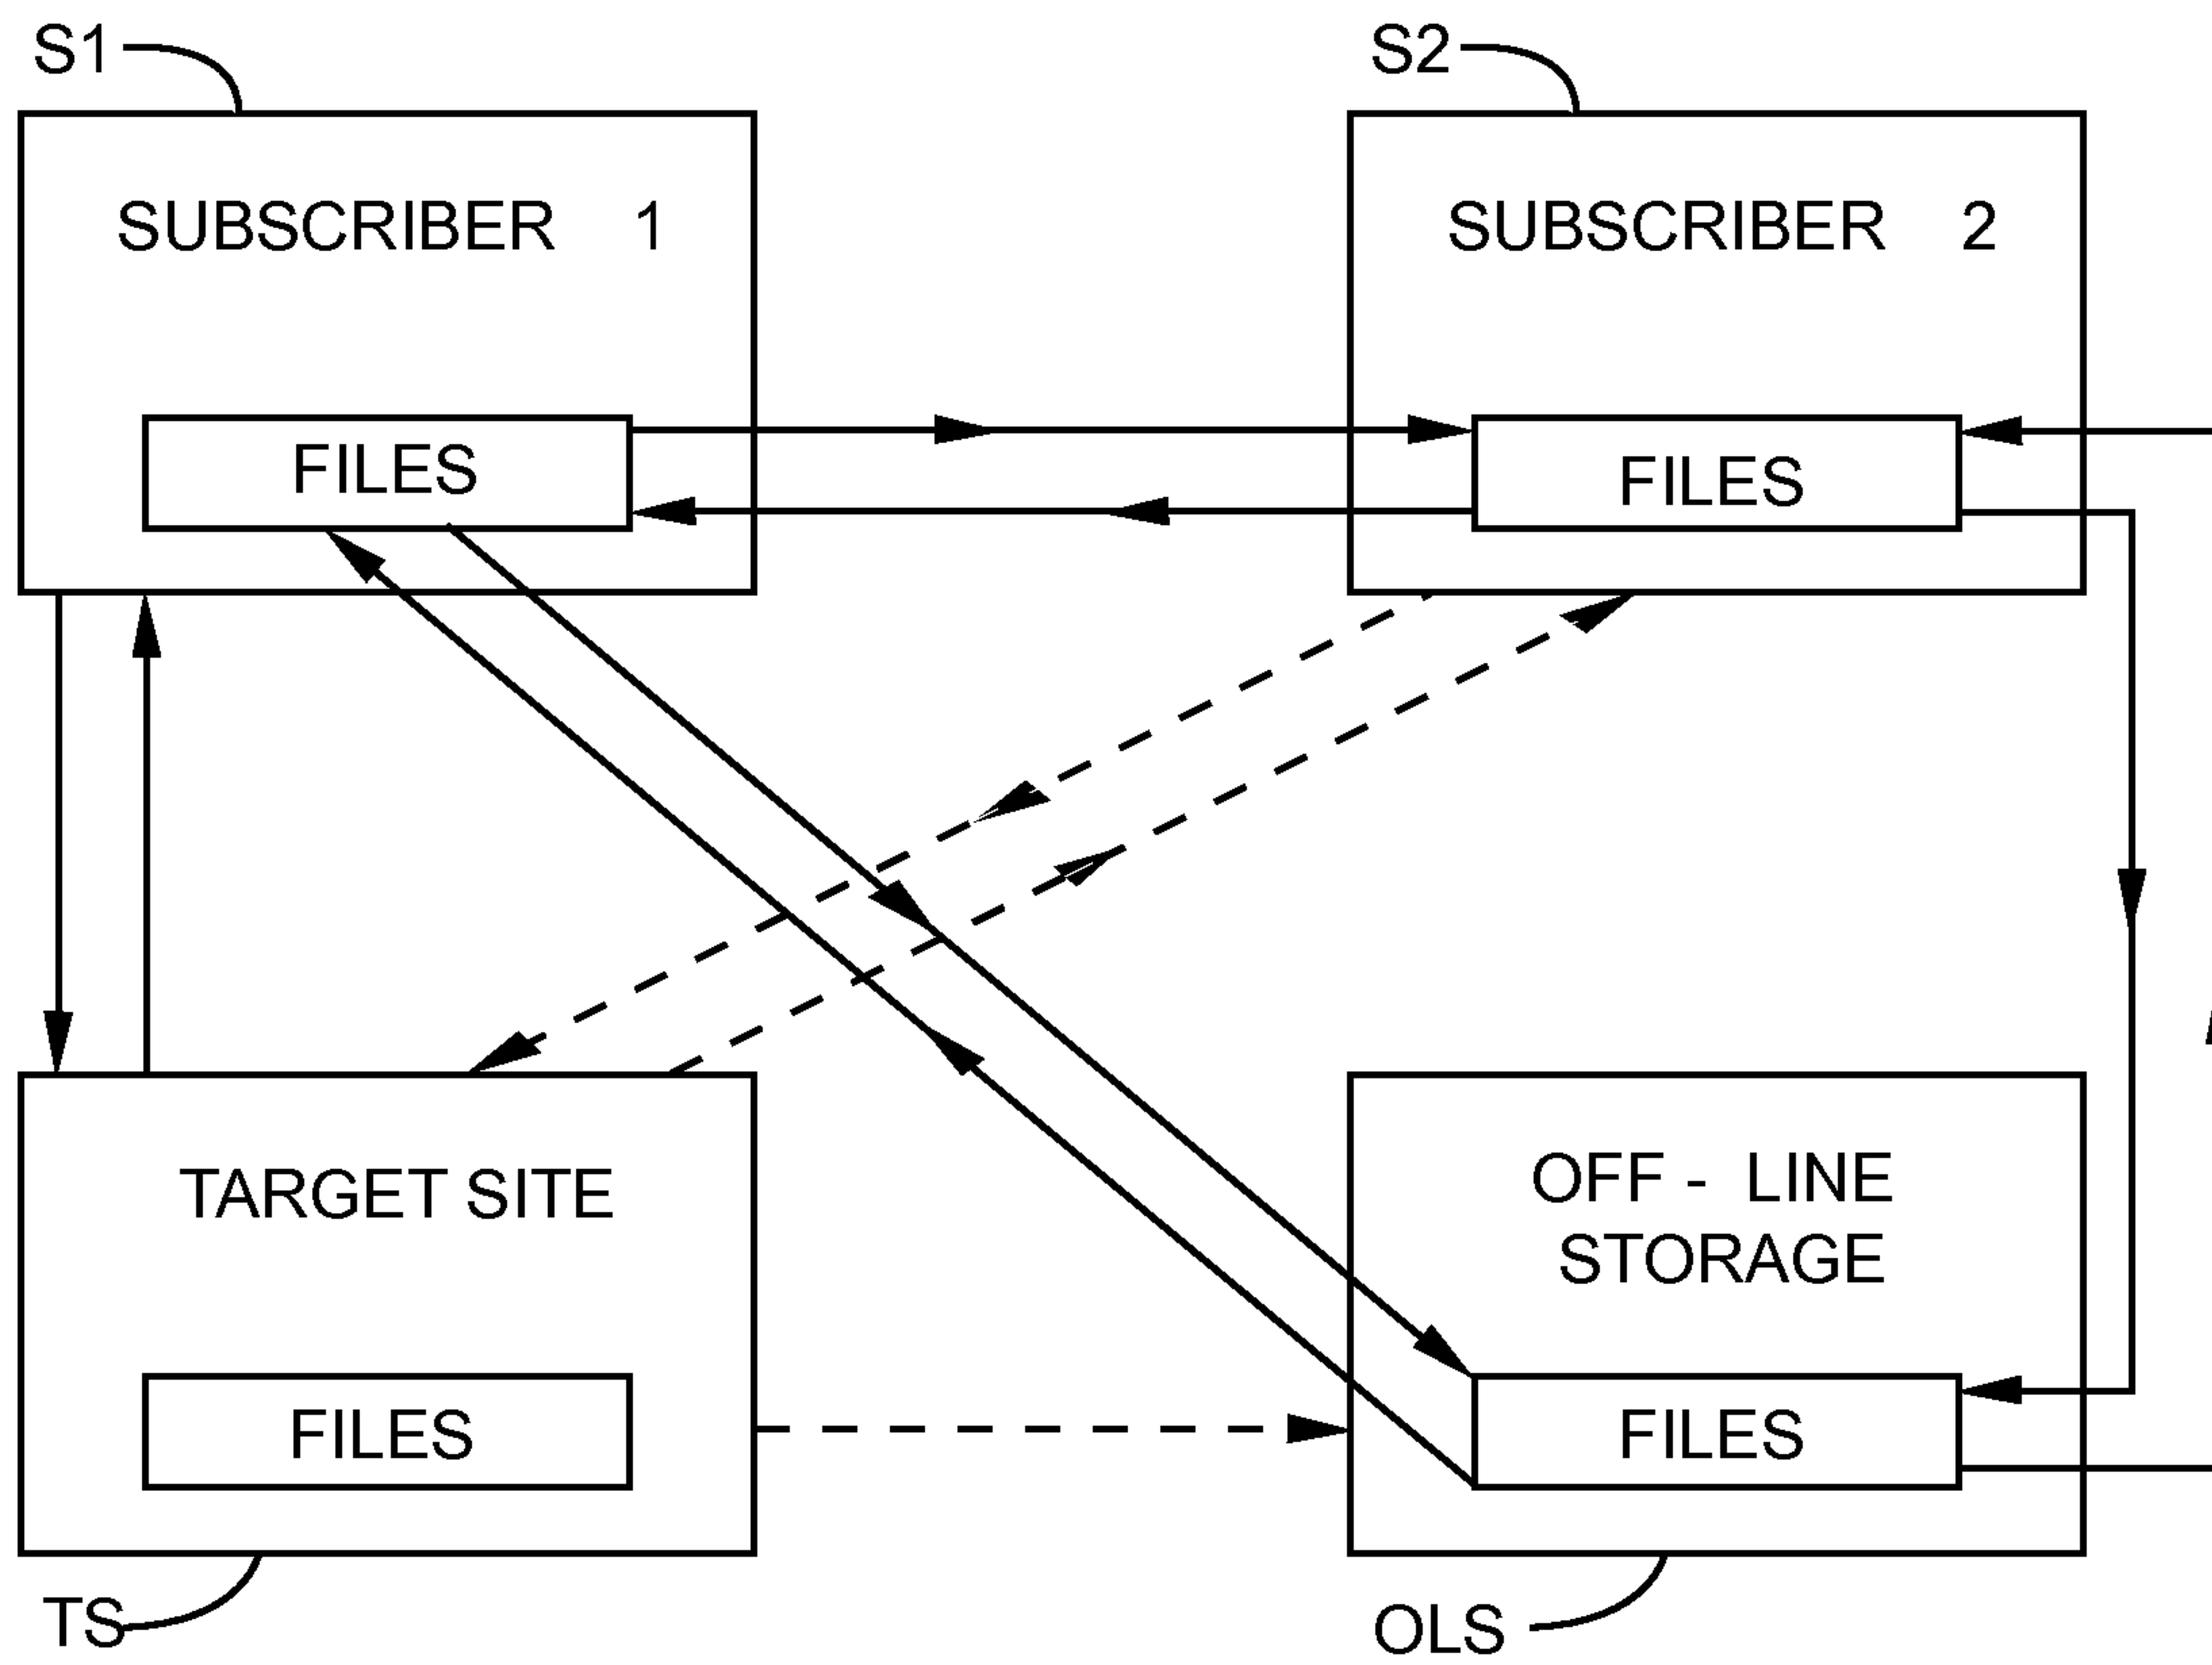 S1
S2
SUBSCRIBER 1
SUBSCRIBER 2
FILES
FILES
TARGET SITE
OFF - LINE
STORAGE
FILES
FILES
TS
OLS